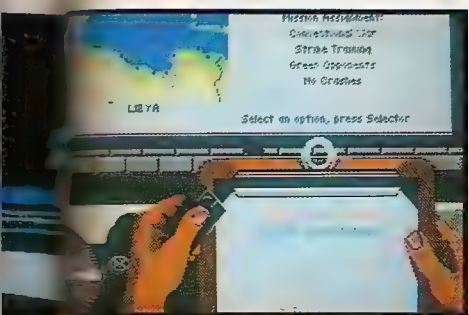 Mission Assignment:
Conventional War
Strike Training
Green Opponents
No Crashes
LIBYA
Select an option, press Selector